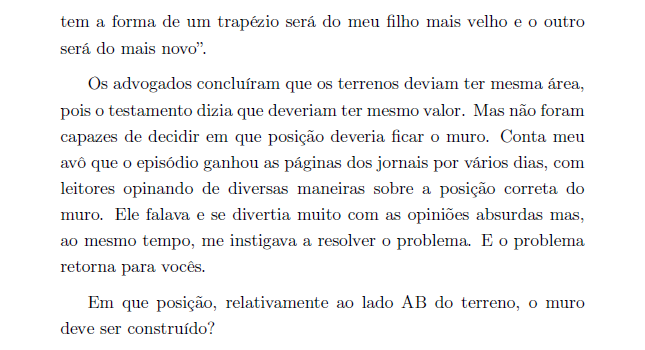 tem a forma de um trapézio será do meu filho mais velho e o outro
será do mais novo”.
Os advogados concluíram que os terrenos deviam ter mesma área,
pois o testamento dizia que deveriam ter mesmo valor. Mas não foram
capazes de decidir em que posição deveria ficar o muro. Conta meu
avô que o episódio ganhou as páginas dos jornais por vários dias, com
leitores opinando de diversas maneiras sobre a posição correta do
muro. Ele falava e se divertia muito com as opiniões absurdas mas,
ao mesmo tempo, me instigava a resolver o problema. E o problema
retorna para vocês.
Em que posição, relativamente ao lado AB do terreno, o muro
deve ser construído?